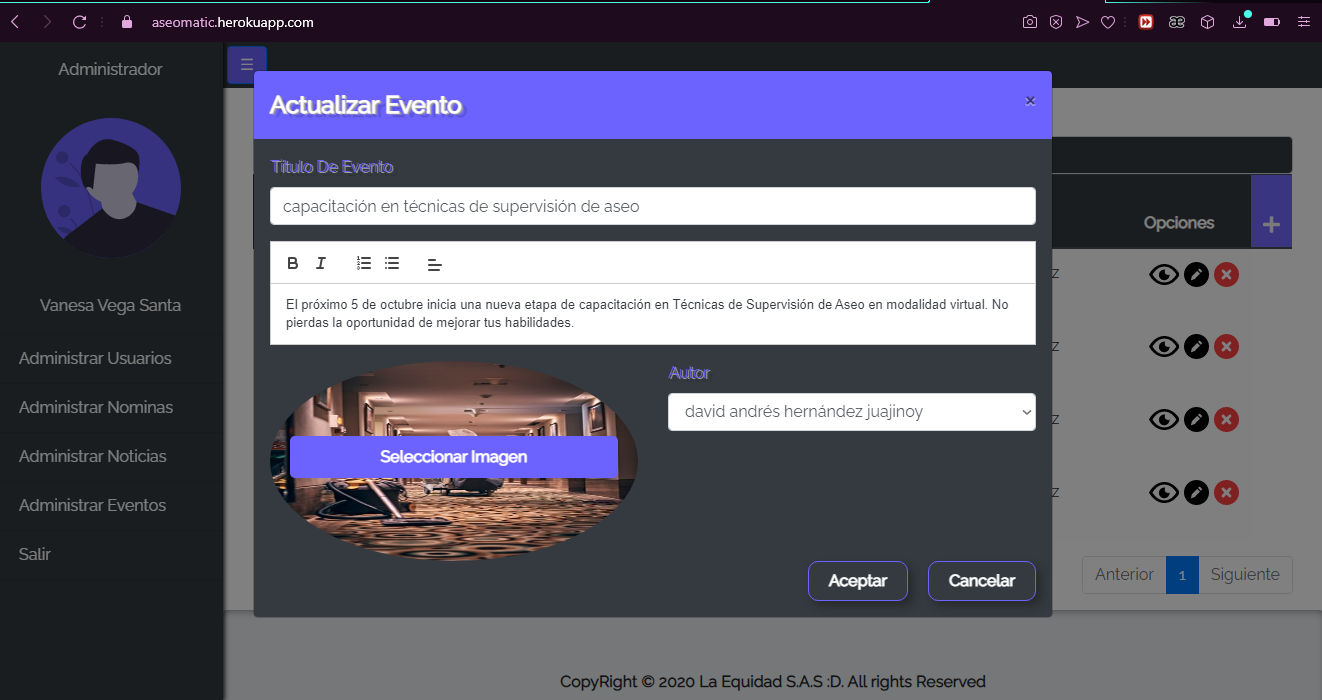 aseomatic.herokuapp.com
Administrador
Vanesa Vega Santa
Administrar Usuarios
Administrar Nominas
Administrar Noticias
Administrar Eventos
Salir
Actualizar Evento
×
Titulo De Evento
capacitación en técnicas de supervisión de aseo
B I
El próximo 5 de octubre inicia una nueva etapa de capacitación en Técnicas de Supervisión de Aseo en modalidad virtual. No
pierdas la oportunidad de mejorar tus habilidades.
Seleccionar Imagen
Autor
david andrés hernández juajinoy
Aceptar Cancelar
Opciones +
z
z
z
z
Anterior 1 Siguiente
CopyRight © 2020 La Equidad S.A.S :D. All rights Reserved